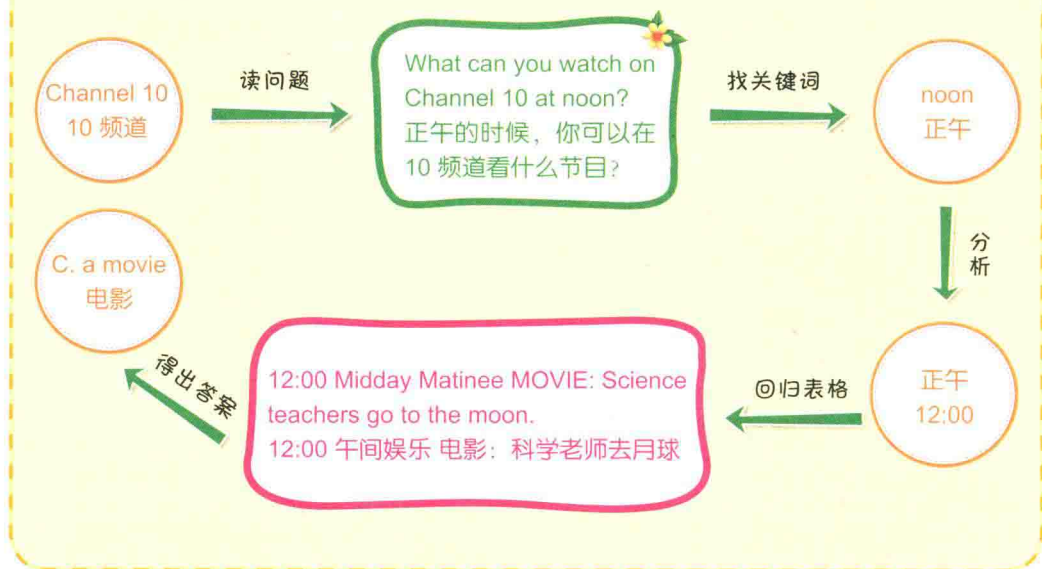 Channel 10
10 频道
读问题
What can you watch on
Channel 10 at noon?
正午的时候，你可以在
10 频道看什么节目?
找关键词
noon
正午
分析
正午
12:00
回归表格
12:00 Midday Matinee MOVIE: Science
teachers go to the moon.
12:00 午间娱乐 电影：科学老师去月球
得出答案
C. a movie
电影